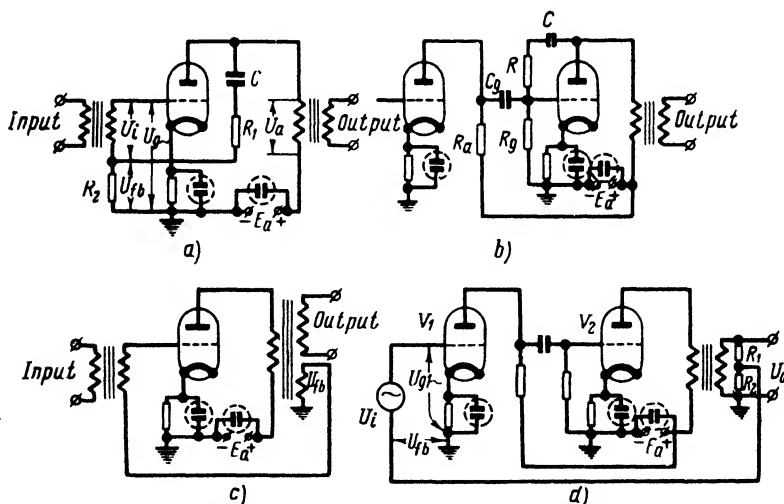 Input
U_i
U_g
U_fb
R_2
C
R_1
U_a
Output
- E_a +
a)
C
R
C_g
R_a
R_g
Output
- E_a +
b)
Input
Output
U_fb
- E_a +
c)
V_1
V_2
U_g1~
U_i
U_fb
R_1
R_2
- E_a +
d)